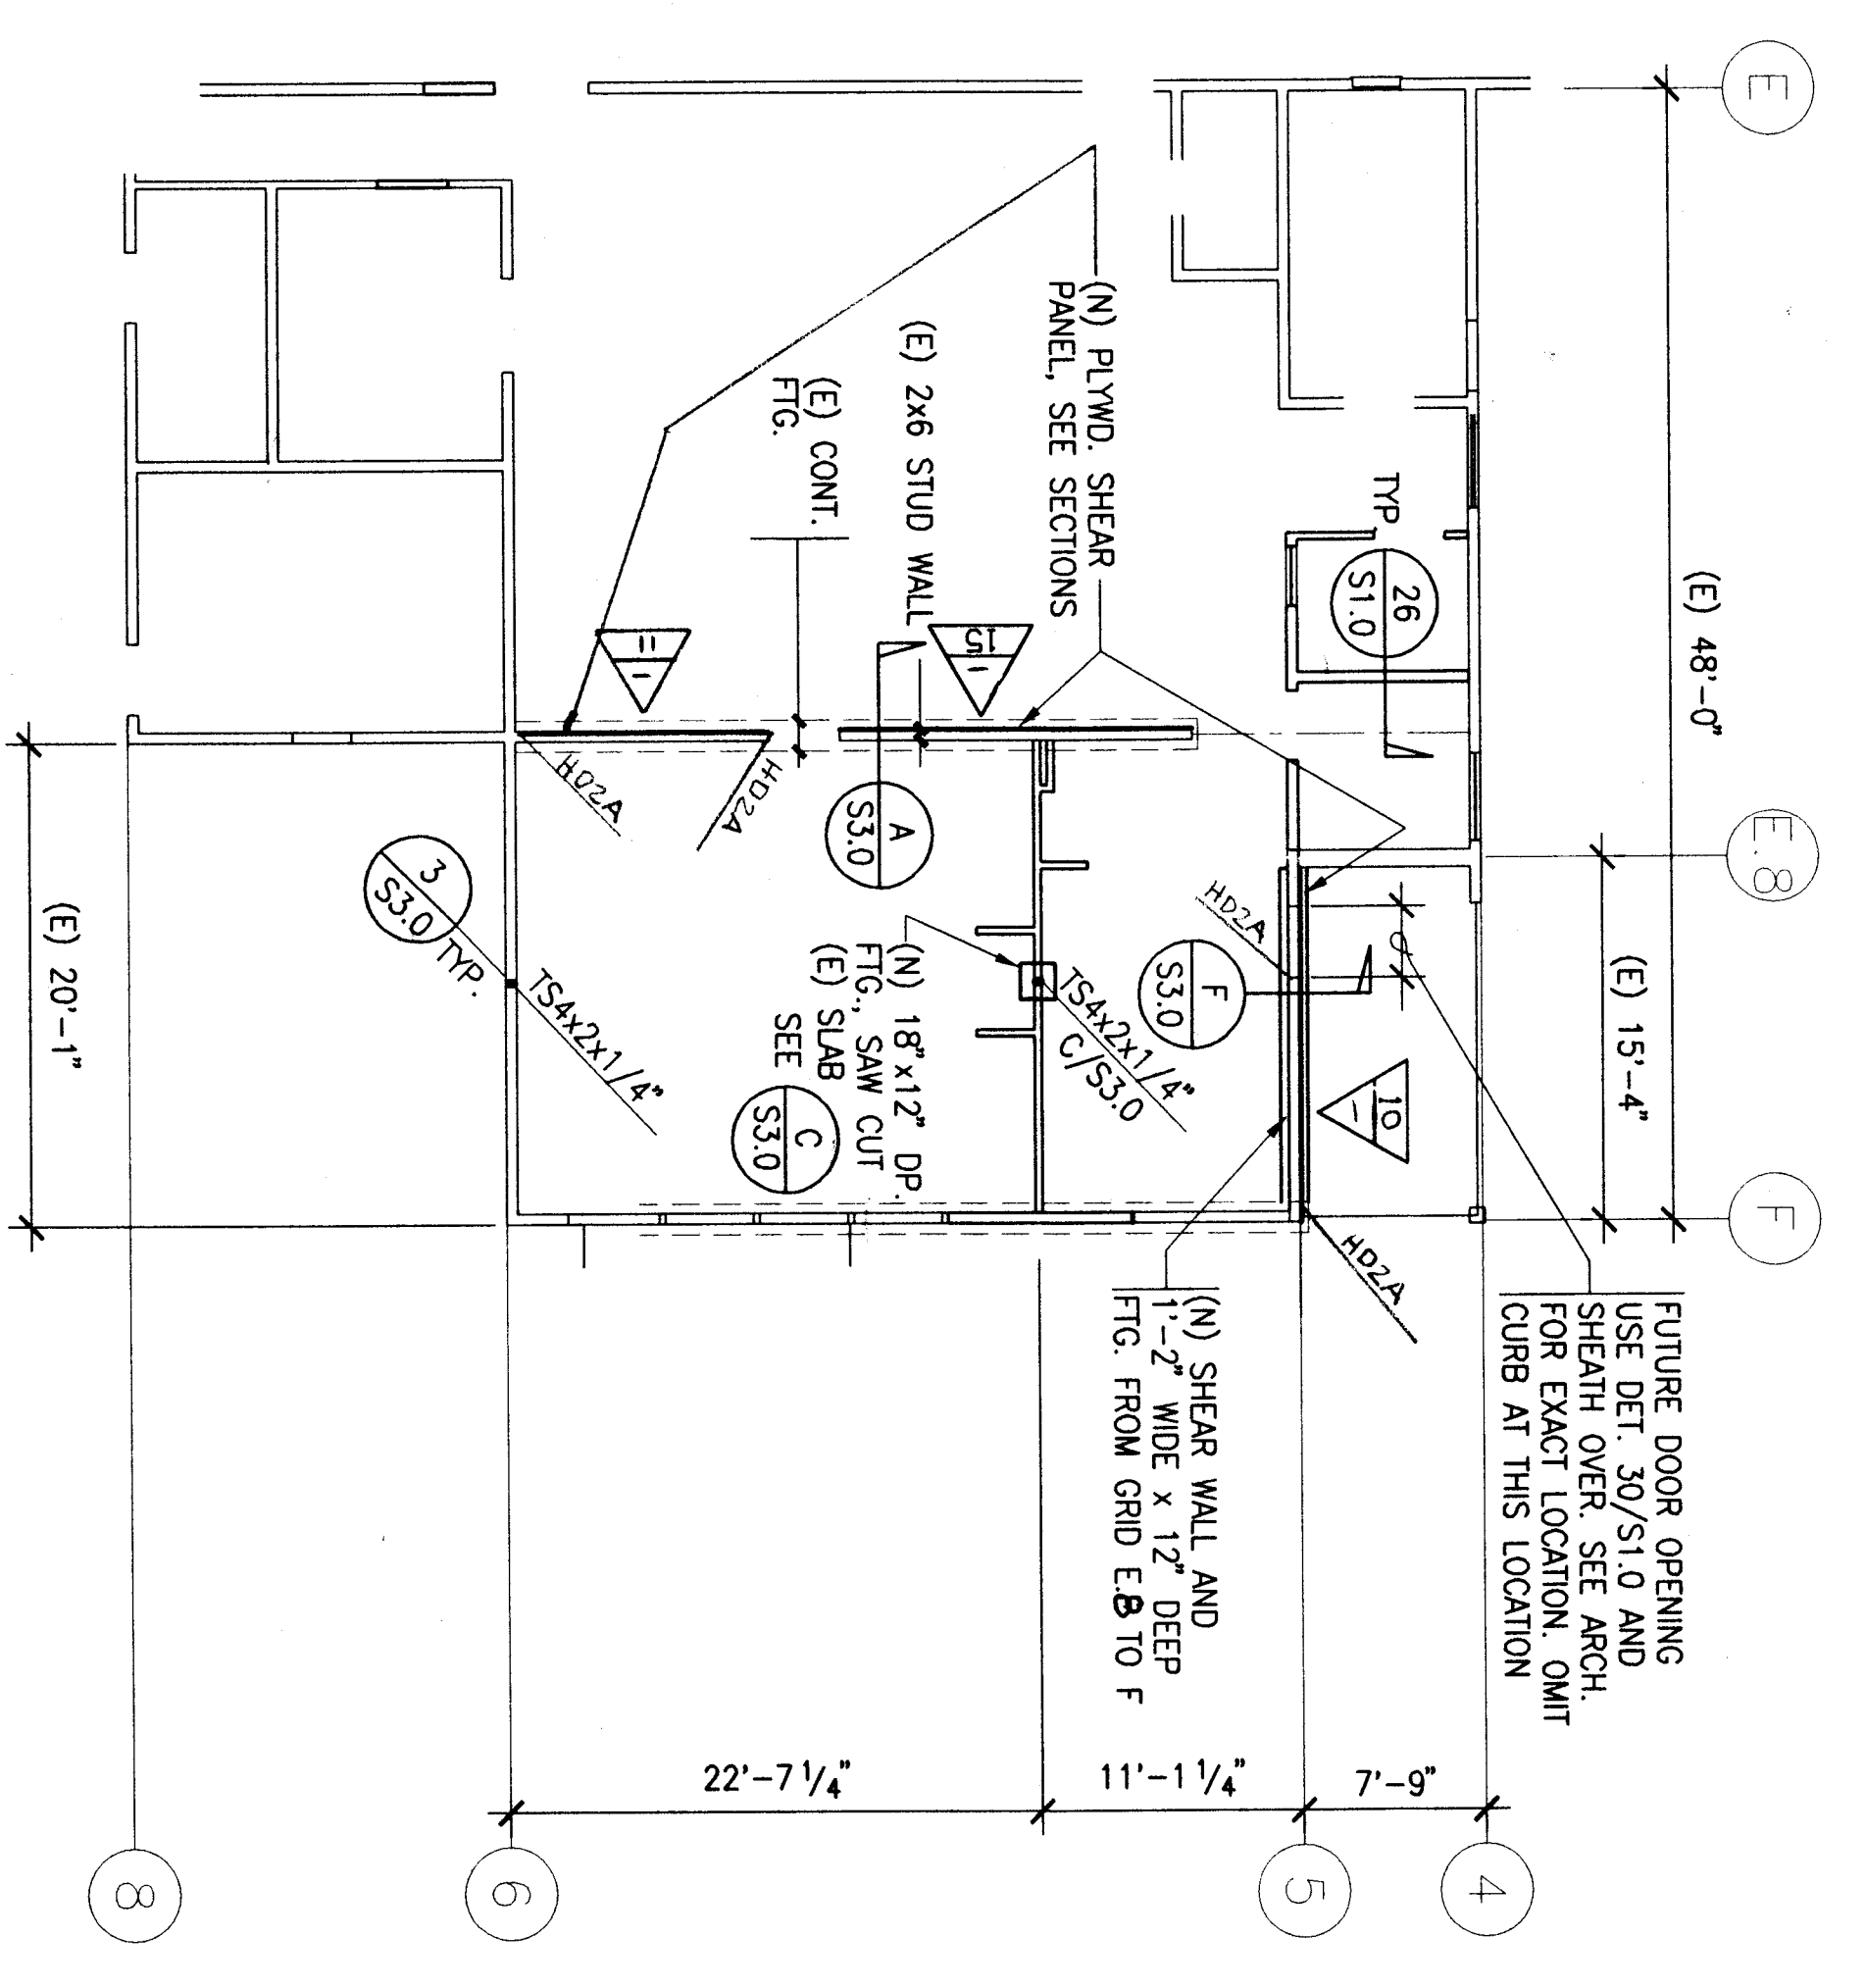 E
E.8
F
(E) 48'-0"
(E) 15'-4"
FUTURE DOOR OPENING
USE DET. 30/S1.0 AND
SHEATH OVER. SEE ARCH.
FOR EXACT LOCATION. OMIT
CURB AT THIS LOCATION
TYP
26
S1.0
10
1
HD2A
HD2A
F
S3.0
(N) PLYWD. SHEAR
PANEL, SEE SECTIONS
(N) SHEAR WALL AND
1'-2" WIDE x 12" DEEP
FTG. FROM GRID E.8 TO F
TS4x2x1/4"
C/S3.0
15
1
(E) 2x6 STUD WALL
A
S3.0
(N) 18"x12" DP.
FTG., SAW CUT
(E) SLAB
SEE
C
S3.0
(E) CONT.
FTG.
11
1
HD2A
HD2A
TS4x2x1/4"
3
S3.0
TYP.
(E) 20'-1"
7'-9"
11'-1 1/4"
22'-7 1/4"
4
5
6
8